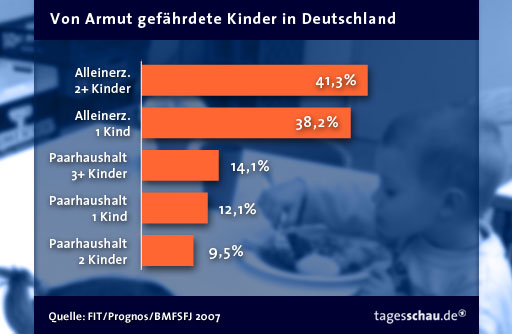 Von Armut gefährdete Kinder in Deutschland
Alleinerz.
2+ Kinder
41,3%
Alleinerz.
1 Kind
38,2%
Paarhaushalt
3+ Kinder
14,1%
Paarhaushalt
1 Kind
12,1%
Paarhaushalt
2 Kinder
9,5%
Quelle: FIT/Prognos/BMFSFJ 2007
tagesschau.de